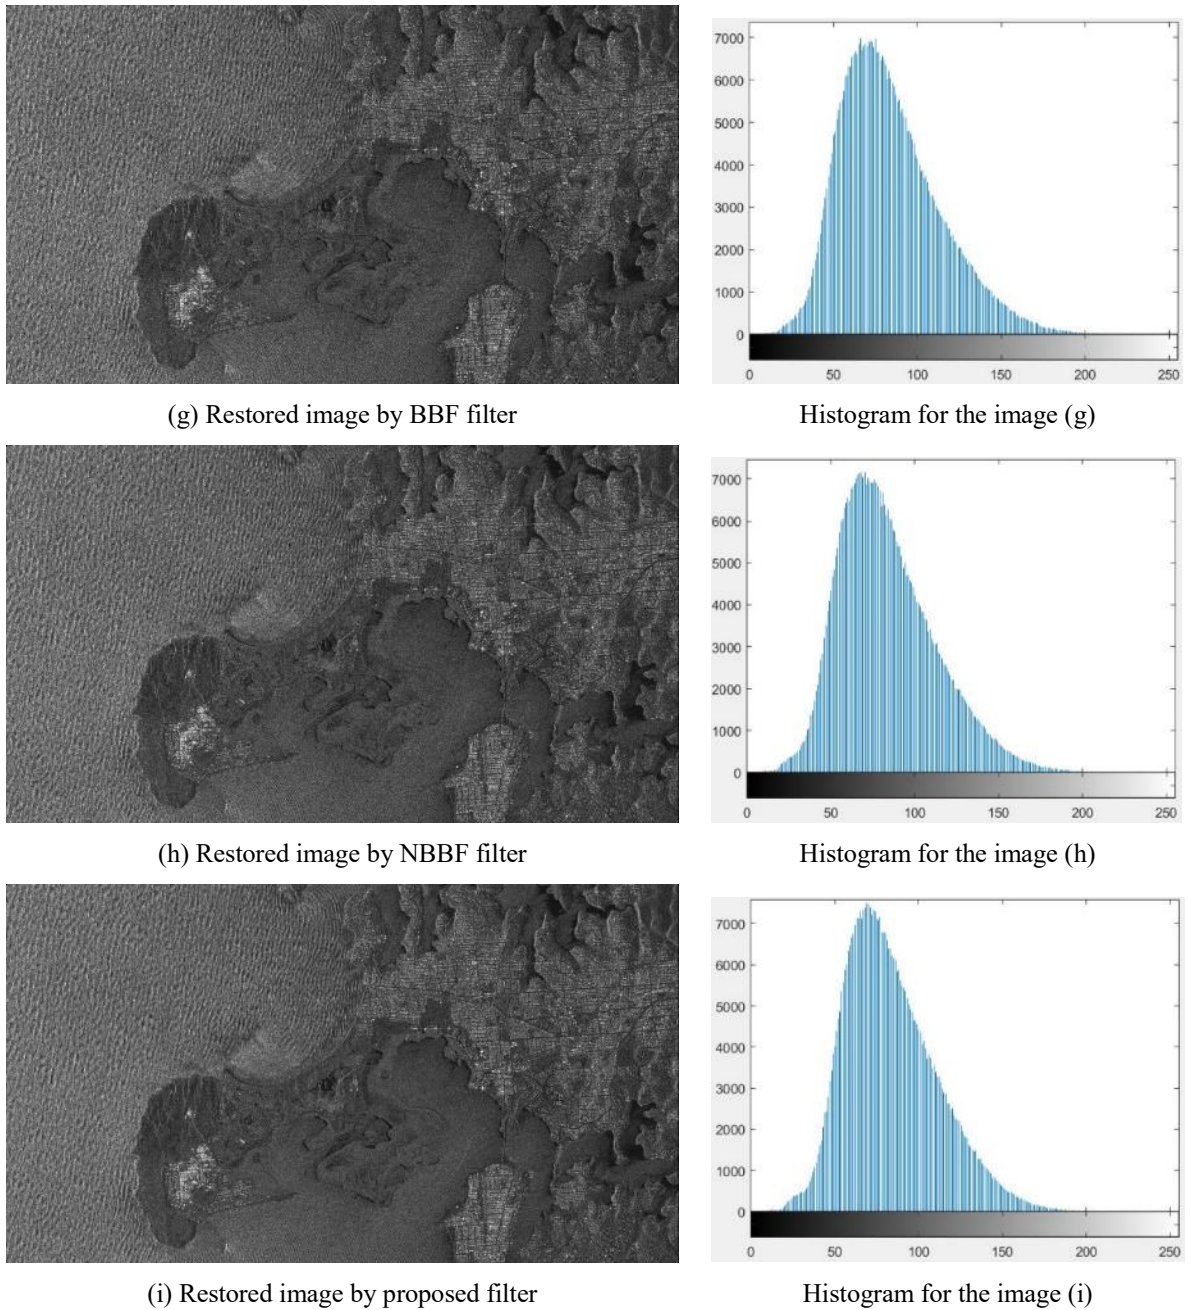 7000
6000
5000
4000
3000
2000
1000
0
0 50 100 150 200 250
(g) Restored image by BBF filter
Histogram for the image (g)
7000
6000
5000
4000
3000
2000
1000
0
0 50 100 150 200 250
(h) Restored image by NBBF filter
Histogram for the image (h)
7000
6000
5000
4000
3000
2000
1000
0
0 50 100 150 200 250
(i) Restored image by proposed filter
Histogram for the image (i)